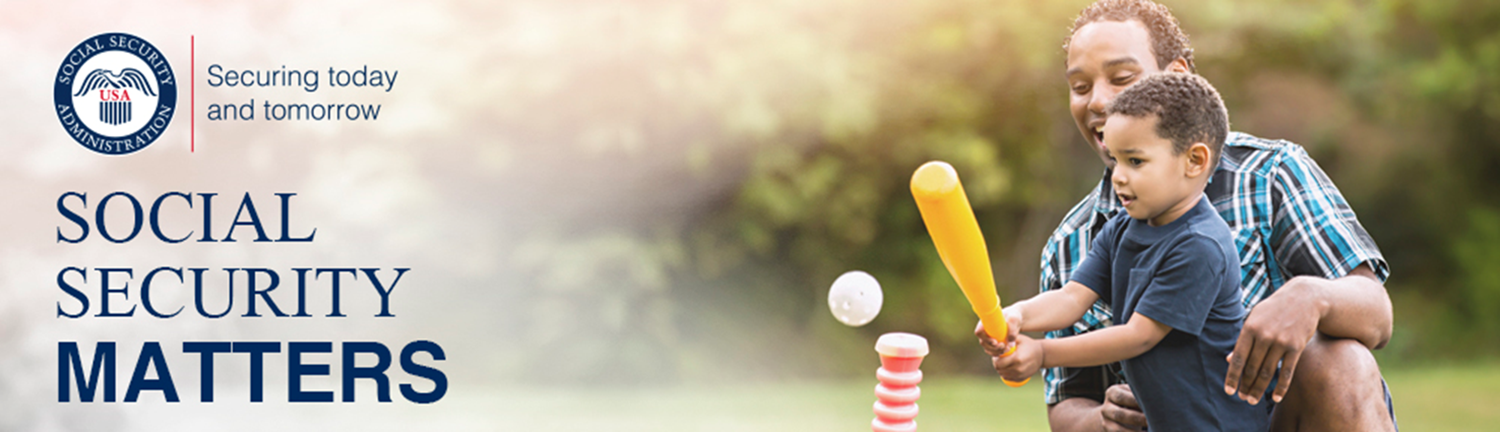 SOCIAL SECURITY
ADMINISTRATION
USA
Securing today
and tomorrow
SOCIAL
SECURITY
MATTERS